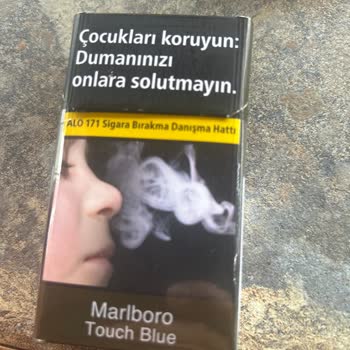 Çocukları koruyun:
Dumanınızı
onlara solutmayın.
ALO 171 Sigara Bırakma Danışma Hattı
Marlboro
Touch Blue